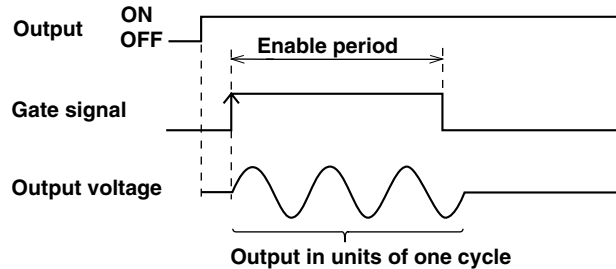 ON
Output OFF
Enable period
Gate signal
Output voltage
Output in units of one cycle